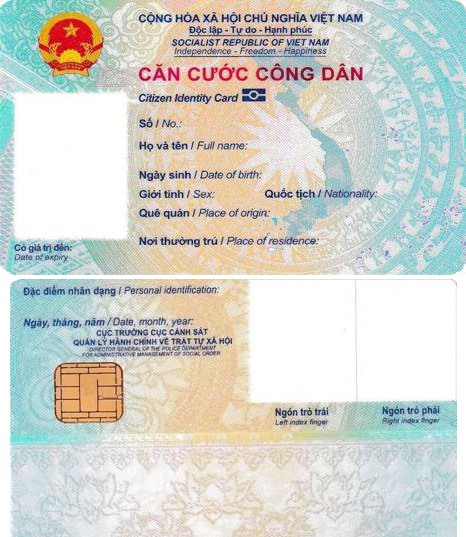 CỘNG HÒA XÃ HỘI CHỦ NGHĨA VIỆT NAM
Độc lập - Tự do - Hạnh phúc
SOCIALIST REPUBLIC OF VIET NAM
Independence - Freedom - Happiness
CĂN CƯỚC CÔNG DÂN
Citizen Identity Card
Số / No.:
Họ và tên / Full name:
Ngày sinh / Date of birth:
Giới tính / Sex: Quốc tịch / Nationality:
Quê quán / Place of origin:
Nơi thường trú / Place of residence:
Có giá trị đến:
Date of expiry
Đặc điểm nhân dạng / Personal identification:
Ngày, tháng, năm / Date, month, year:
CỤC TRƯỞNG CỤC CẢNH SÁT
QUẢN LÝ HÀNH CHÍNH VỀ TRẬT TỰ XÃ HỘI
DIRECTOR GENERAL OF THE POLICE DEPARTMENT
FOR ADMINISTRATIVE MANAGEMENT OF SOCIAL ORDER
Ngón trỏ trái
Left index finger
Ngón trỏ phải
Right index finger